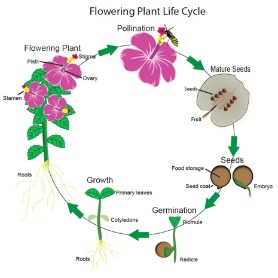 Flowering Plant Life Cycle
Pollination
Flowering Plant
Stigma
Pistil
Ovary
Stamen
Roots
Mature Seeds
Seeds
Fruit
Seeds
Food storage
Seed coat
Embryo
Germination
Plumule
Radicle
Growth
Primary leaves
Cotyledons
Roots